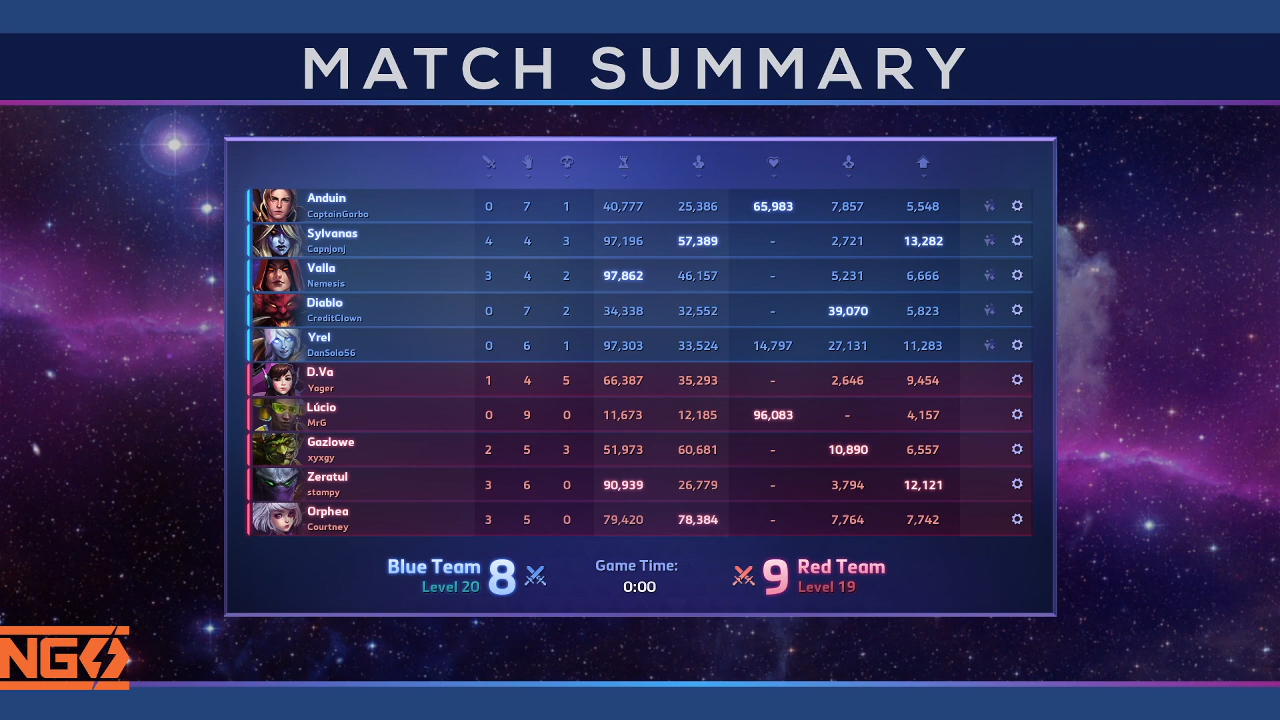 MATCH SUMMARY
Anduin
CaptainGarbo
0 7 1 40,777 25,386 65,983 7,857 5,548
Sylvanas
Capnjonj
4 4 3 97,196 57,389 - 2,721 13,282
Valla
Nemesis
3 4 2 97,862 46,157 - 5,231 6,666
Diablo
CreditClown
0 7 2 34,338 32,552 - 39,070 5,823
Yrel
DanSolo56
0 6 1 97,303 33,524 14,797 27,131 11,283
D.Va
Yager
1 4 5 66,387 35,293 - 2,646 9,454
Lúcio
MrG
0 9 0 11,673 12,185 96,083 - 4,157
Gazlowe
xyxgy
2 5 3 51,973 60,681 - 10,890 6,557
Zeratul
stampy
3 6 0 90,939 26,779 - 3,794 12,121
Orphea
Courtney
3 5 0 79,420 78,384 - 7,764 7,742
Blue Team
Level 20
8
Game Time:
0:00
9
Red Team
Level 19
NGS